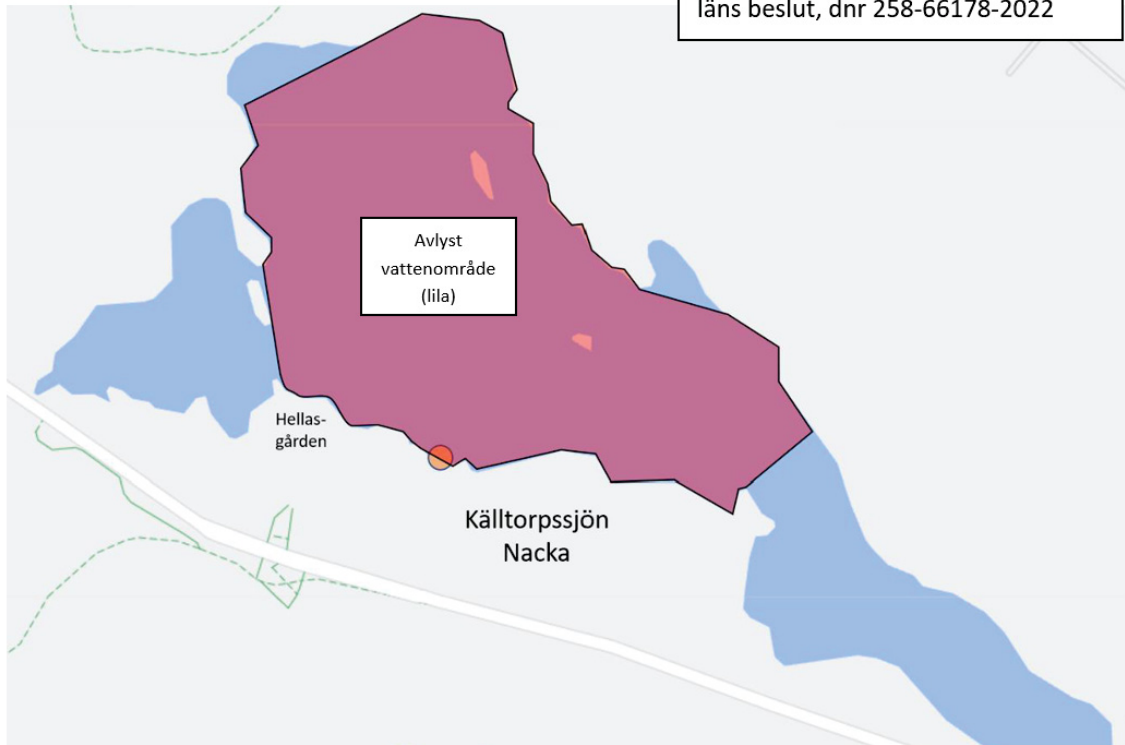 läns beslut, dnr 258-66178-2022
Avlyst
vattenområde
(lila)
Hellas-
gården
Källtorpssjön
Nacka